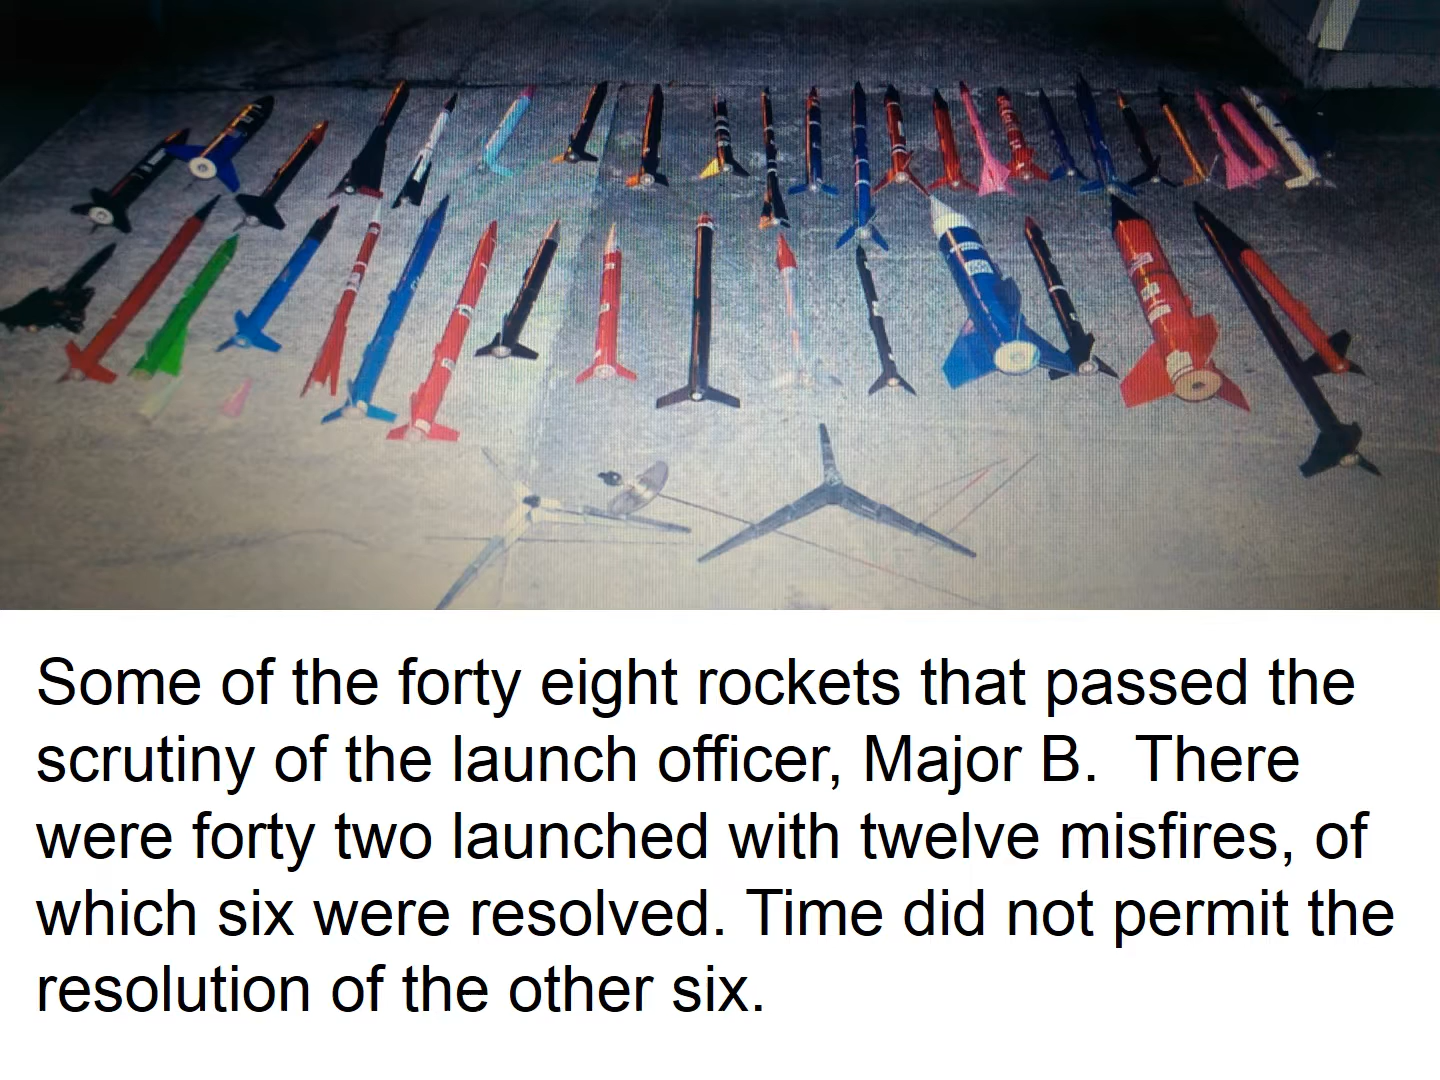 Some of the forty eight rockets that passed the
scrutiny of the launch officer, Major B.  There
were forty two launched with twelve misfires, of
which six were resolved. Time did not permit the
resolution of the other six.